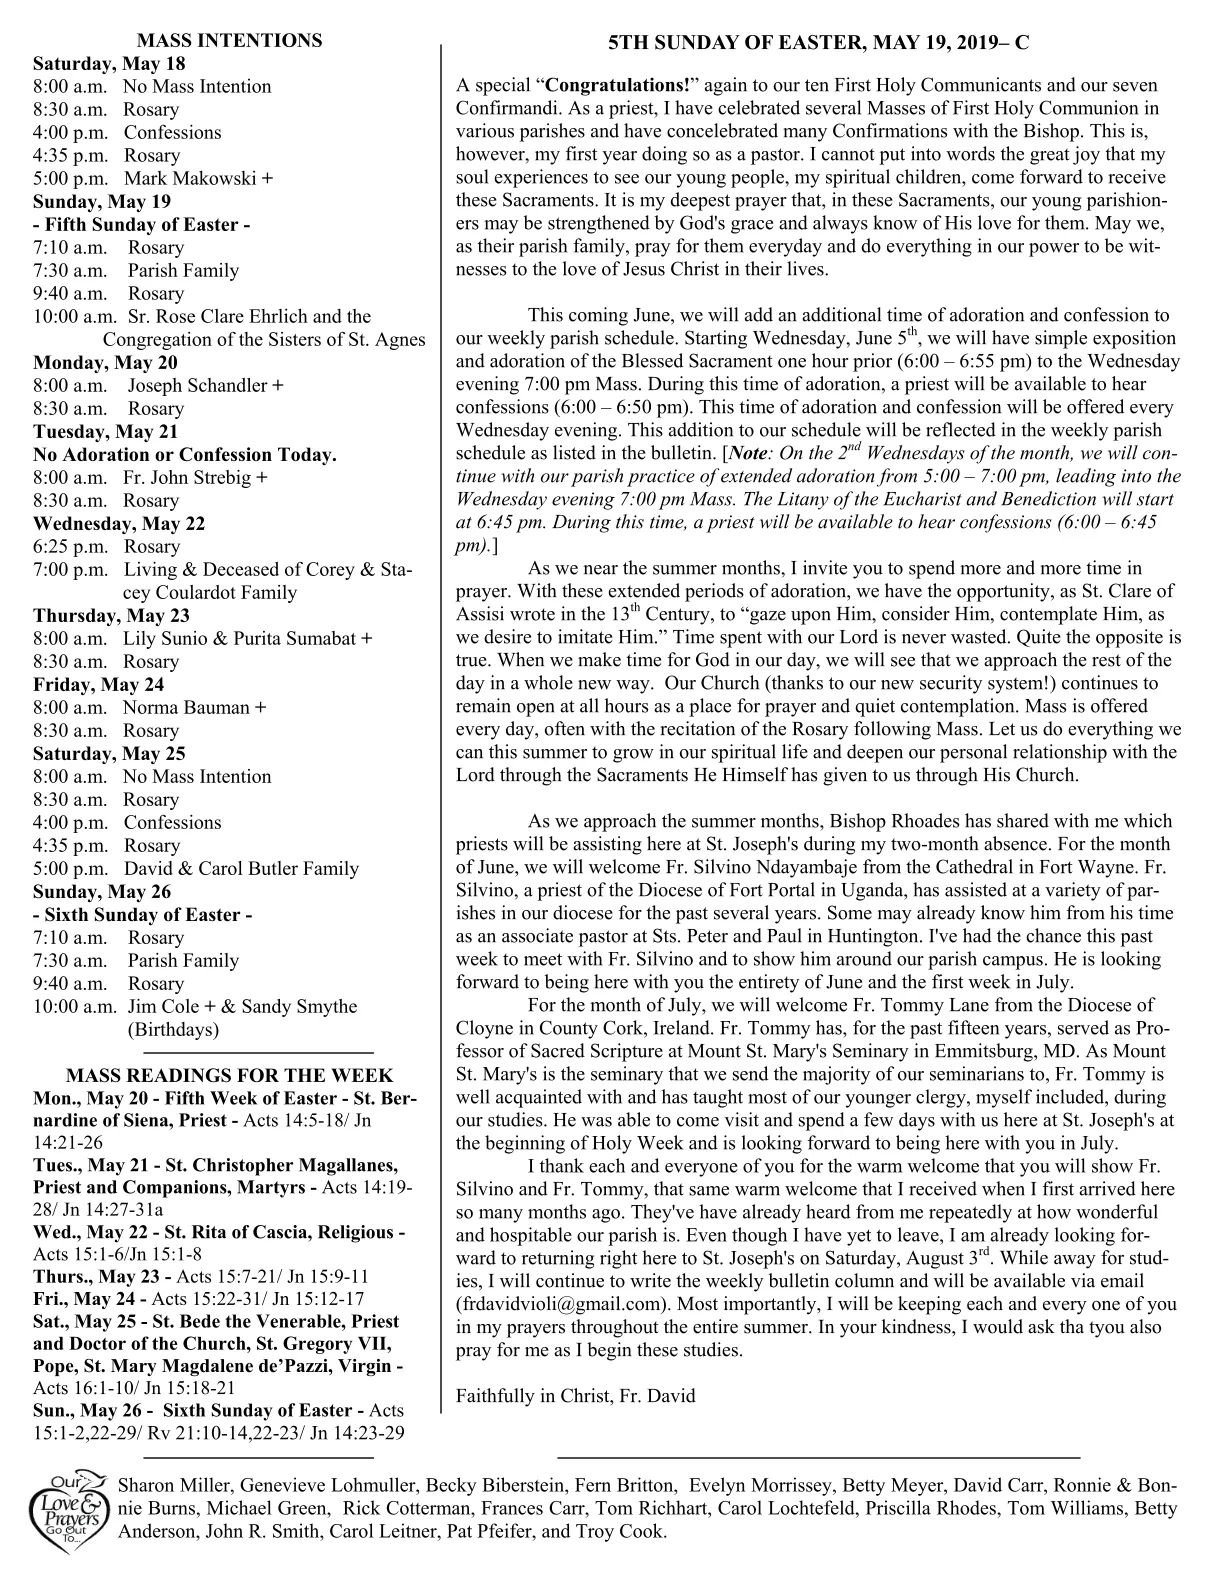 MASS INTENTIONS
Saturday, May 18
8:00 a.m. No Mass Intention
8:30 a.m. Rosary
4:00 p.m. Confessions
4:35 p.m. Rosary
5:00 p.m. Mark Makowski +
Sunday, May 19
- Fifth Sunday of Easter -
7:10 a.m. Rosary
7:30 a.m. Parish Family
9:40 a.m. Rosary
10:00 a.m. Sr. Rose Clare Ehrlich and the
Congregation of the Sisters of St. Agnes
Monday, May 20
8:00 a.m. Joseph Schandler +
8:30 a.m. Rosary
Tuesday, May 21
No Adoration or Confession Today.
8:00 a.m. Fr. John Strebig +
8:30 a.m. Rosary
Wednesday, May 22
6:25 p.m. Rosary
7:00 p.m. Living & Deceased of Corey & Sta-
cey Coulardot Family
Thursday, May 23
8:00 a.m. Lily Sunio & Purita Sumabat +
8:30 a.m. Rosary
Friday, May 24
8:00 a.m. Norma Bauman +
8:30 a.m. Rosary
Saturday, May 25
8:00 a.m. No Mass Intention
8:30 a.m. Rosary
4:00 p.m. Confessions
4:35 p.m. Rosary
5:00 p.m. David & Carol Butler Family
Sunday, May 26
- Sixth Sunday of Easter -
7:10 a.m. Rosary
7:30 a.m. Parish Family
9:40 a.m. Rosary
10:00 a.m. Jim Cole + & Sandy Smythe
(Birthdays)
MASS READINGS FOR THE WEEK
Mon., May 20 - Fifth Week of Easter - St. Ber-
nardine of Siena, Priest - Acts 14:5-18/ Jn
14:21-26
Tues., May 21 - St. Christopher Magallanes,
Priest and Companions, Martyrs - Acts 14:19-
28/ Jn 14:27-31a
Wed., May 22 - St. Rita of Cascia, Religious -
Acts 15:1-6/Jn 15:1-8
Thurs., May 23 - Acts 15:7-21/ Jn 15:9-11
Fri., May 24 - Acts 15:22-31/ Jn 15:12-17
Sat., May 25 - St. Bede the Venerable, Priest
and Doctor of the Church, St. Gregory VII,
Pope, St. Mary Magdalene de’Pazzi, Virgin -
Acts 16:1-10/ Jn 15:18-21
Sun., May 26 - Sixth Sunday of Easter - Acts
15:1-2,22-29/ Rv 21:10-14,22-23/ Jn 14:23-29
5TH SUNDAY OF EASTER, MAY 19, 2019– C
A special “Congratulations!” again to our ten First Holy Communicants and our seven
Confirmandi. As a priest, I have celebrated several Masses of First Holy Communion in
various parishes and have concelebrated many Confirmations with the Bishop. This is,
however, my first year doing so as a pastor. I cannot put into words the great joy that my
soul experiences to see our young people, my spiritual children, come forward to receive
these Sacraments. It is my deepest prayer that, in these Sacraments, our young parishion-
ers may be strengthened by God's grace and always know of His love for them. May we,
as their parish family, pray for them everyday and do everything in our power to be wit-
nesses to the love of Jesus Christ in their lives.
This coming June, we will add an additional time of adoration and confession to
our weekly parish schedule. Starting Wednesday, June 5th, we will have simple exposition
and adoration of the Blessed Sacrament one hour prior (6:00 – 6:55 pm) to the Wednesday
evening 7:00 pm Mass. During this time of adoration, a priest will be available to hear
confessions (6:00 – 6:50 pm). This time of adoration and confession will be offered every
Wednesday evening. This addition to our schedule will be reflected in the weekly parish
schedule as listed in the bulletin. [Note: On the 2nd Wednesdays of the month, we will con-
tinue with our parish practice of extended adoration from 5:00 – 7:00 pm, leading into the
Wednesday evening 7:00 pm Mass. The Litany of the Eucharist and Benediction will start
at 6:45 pm. During this time, a priest will be available to hear confessions (6:00 – 6:45
pm).]
As we near the summer months, I invite you to spend more and more time in
prayer. With these extended periods of adoration, we have the opportunity, as St. Clare of
Assisi wrote in the 13th Century, to “gaze upon Him, consider Him, contemplate Him, as
we desire to imitate Him.” Time spent with our Lord is never wasted. Quite the opposite is
true. When we make time for God in our day, we will see that we approach the rest of the
day in a whole new way. Our Church (thanks to our new security system!) continues to
remain open at all hours as a place for prayer and quiet contemplation. Mass is offered
every day, often with the recitation of the Rosary following Mass. Let us do everything we
can this summer to grow in our spiritual life and deepen our personal relationship with the
Lord through the Sacraments He Himself has given to us through His Church.
As we approach the summer months, Bishop Rhoades has shared with me which
priests will be assisting here at St. Joseph's during my two-month absence. For the month
of June, we will welcome Fr. Silvino Ndayambaje from the Cathedral in Fort Wayne. Fr.
Silvino, a priest of the Diocese of Fort Portal in Uganda, has assisted at a variety of par-
ishes in our diocese for the past several years. Some may already know him from his time
as an associate pastor at Sts. Peter and Paul in Huntington. I've had the chance this past
week to meet with Fr. Silvino and to show him around our parish campus. He is looking
forward to being here with you the entirety of June and the first week in July.
For the month of July, we will welcome Fr. Tommy Lane from the Diocese of
Cloyne in County Cork, Ireland. Fr. Tommy has, for the past fifteen years, served as Pro-
fessor of Sacred Scripture at Mount St. Mary's Seminary in Emmitsburg, MD. As Mount
St. Mary's is the seminary that we send the majority of our seminarians to, Fr. Tommy is
well acquainted with and has taught most of our younger clergy, myself included, during
our studies. He was able to come visit and spend a few days with us here at St. Joseph's at
the beginning of Holy Week and is looking forward to being here with you in July.
I thank each and everyone of you for the warm welcome that you will show Fr.
Silvino and Fr. Tommy, that same warm welcome that I received when I first arrived here
so many months ago. They've have already heard from me repeatedly at how wonderful
and hospitable our parish is. Even though I have yet to leave, I am already looking for-
ward to returning right here to St. Joseph's on Saturday, August 3rd. While away for stud-
ies, I will continue to write the weekly bulletin column and will be available via email
(frdavidvioli@gmail.com). Most importantly, I will be keeping each and every one of you
in my prayers throughout the entire summer. In your kindness, I would ask tha tyou also
pray for me as I begin these studies.
Faithfully in Christ, Fr. David
Our
Love &
Prayers
Go Out
To...
Sharon Miller, Genevieve Lohmuller, Becky Biberstein, Fern Britton, Evelyn Morrissey, Betty Meyer, David Carr, Ronnie & Bon-
nie Burns, Michael Green, Rick Cotterman, Frances Carr, Tom Richhart, Carol Lochtefeld, Priscilla Rhodes, Tom Williams, Betty
Anderson, John R. Smith, Carol Leitner, Pat Pfeifer, and Troy Cook.